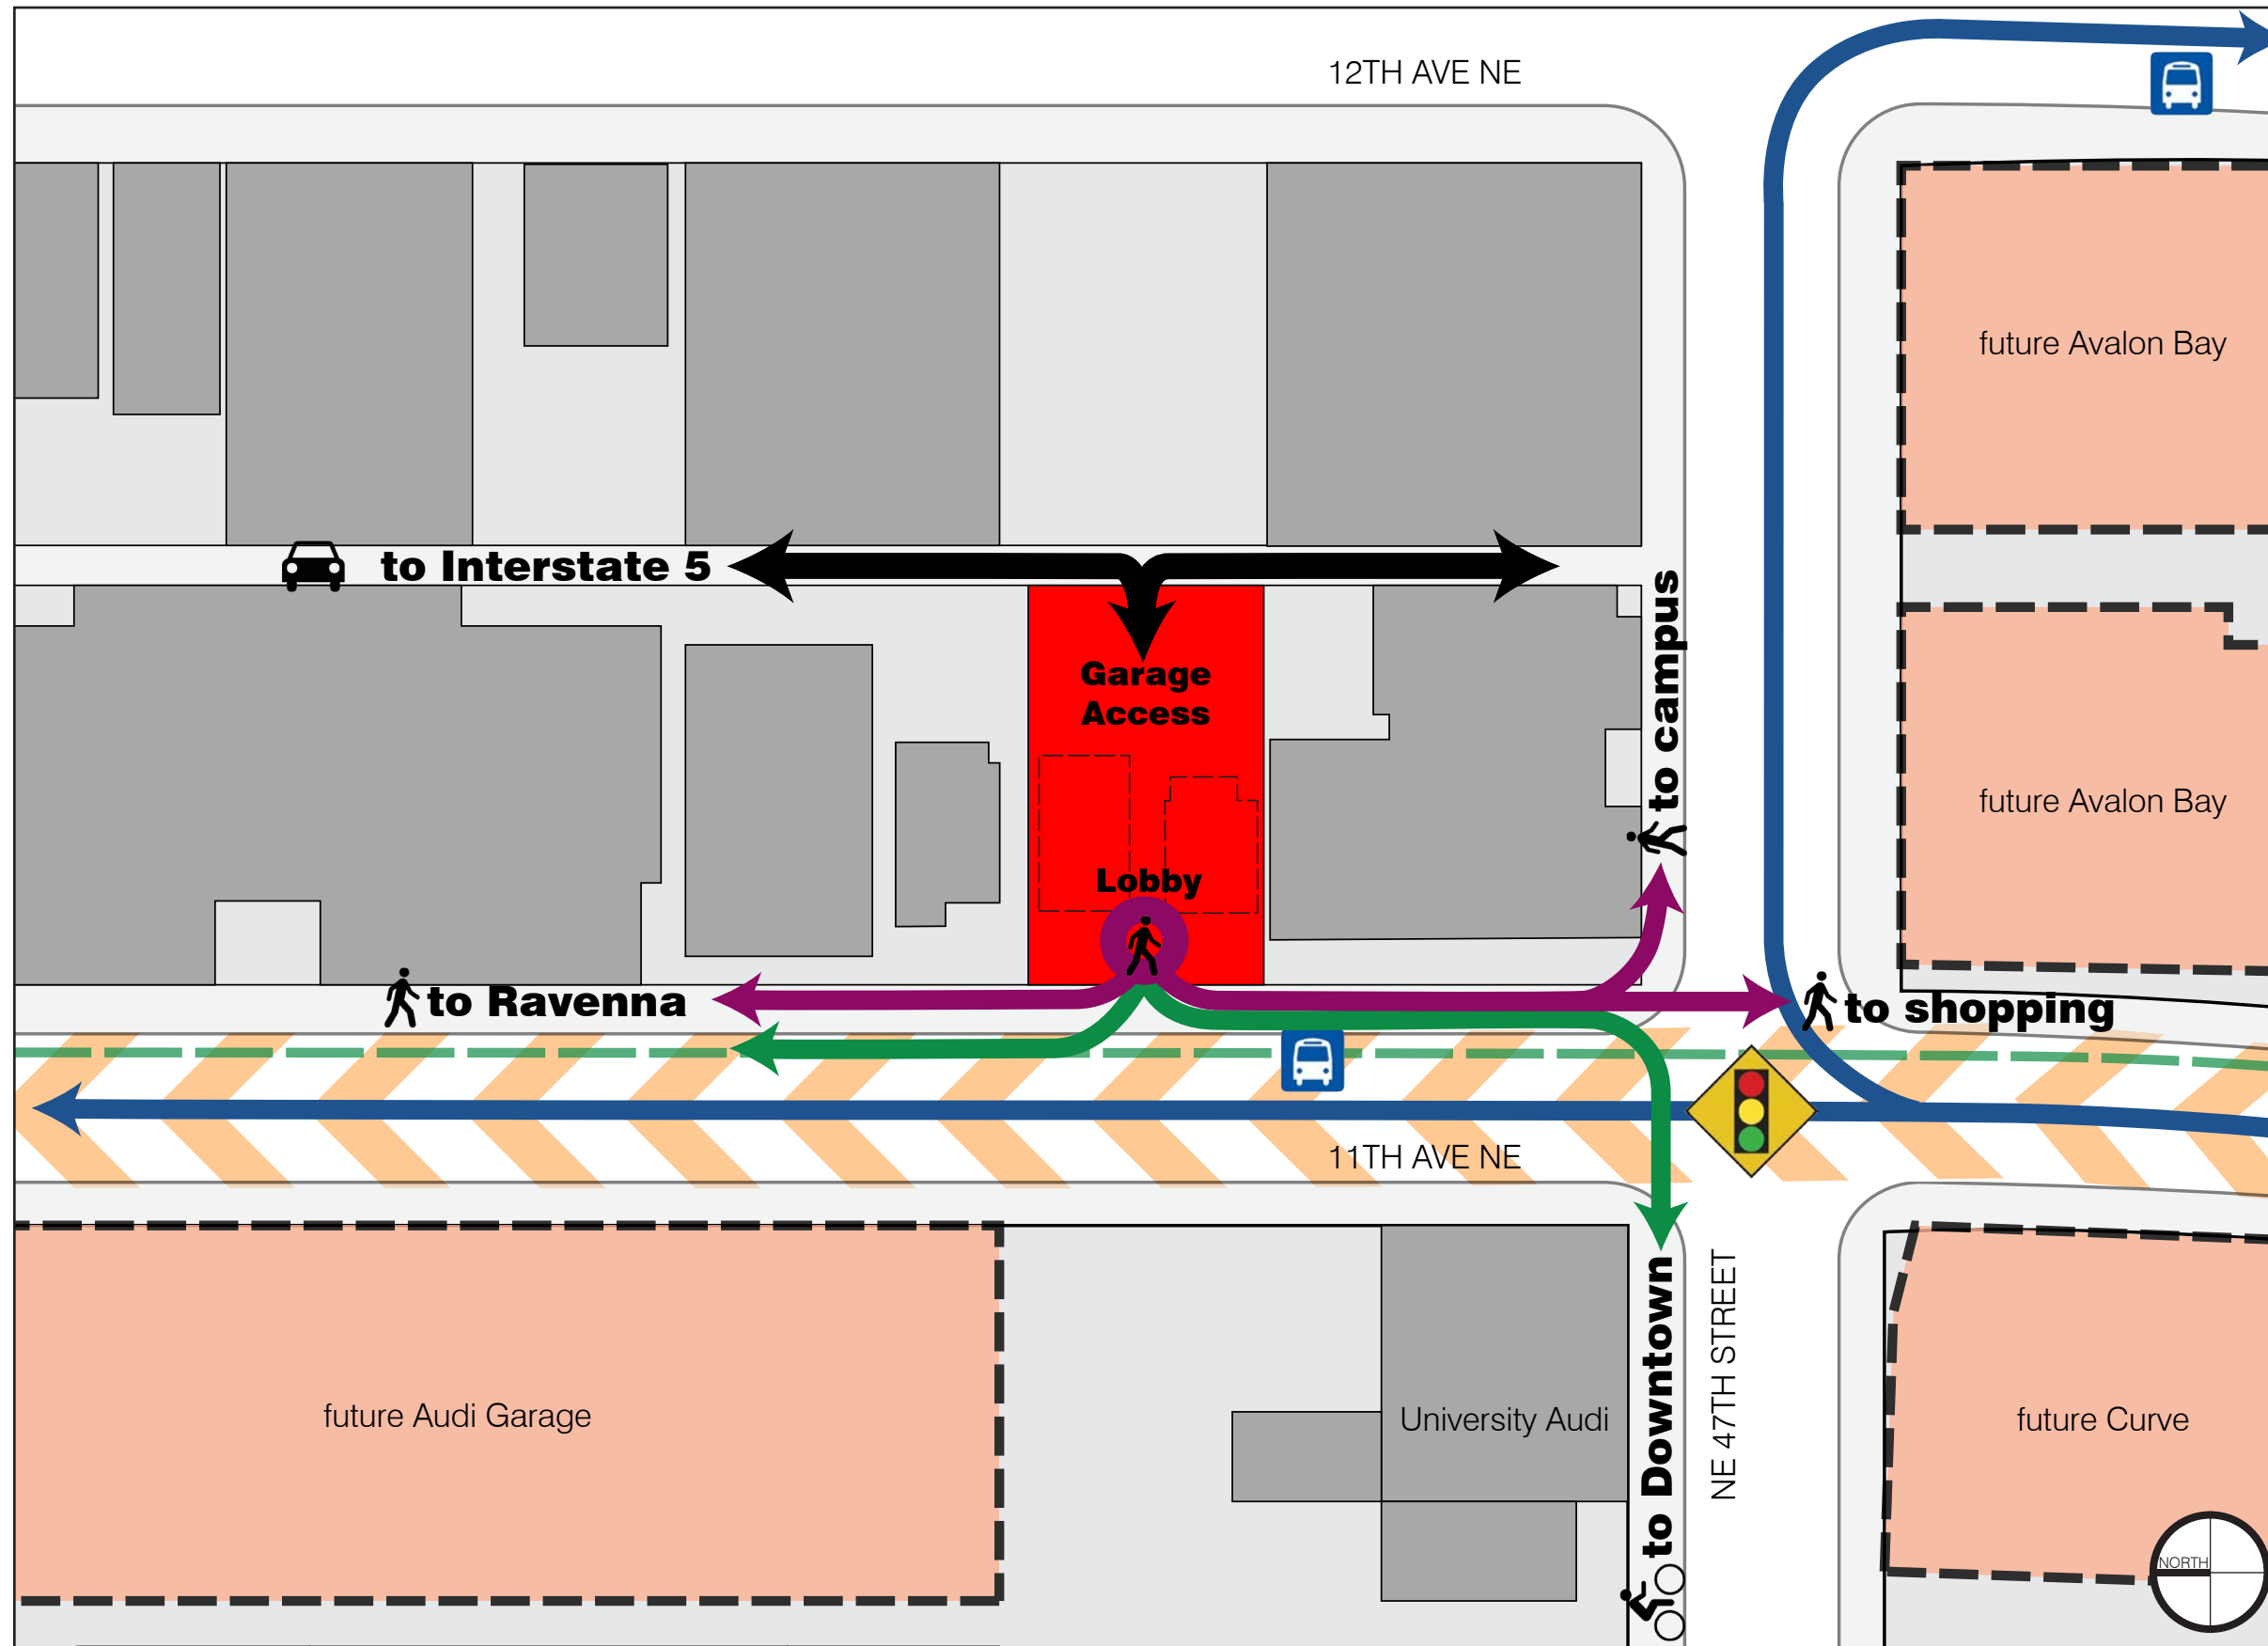 12TH AVE NE
future Avalon Bay
to Interstate 5
to campus
Garage
Access
future Avalon Bay
Lobby
to Ravenna
to shopping
11TH AVE NE
to Downtown
NE 47TH STREET
future Audi Garage
University Audi
future Curve
NORTH